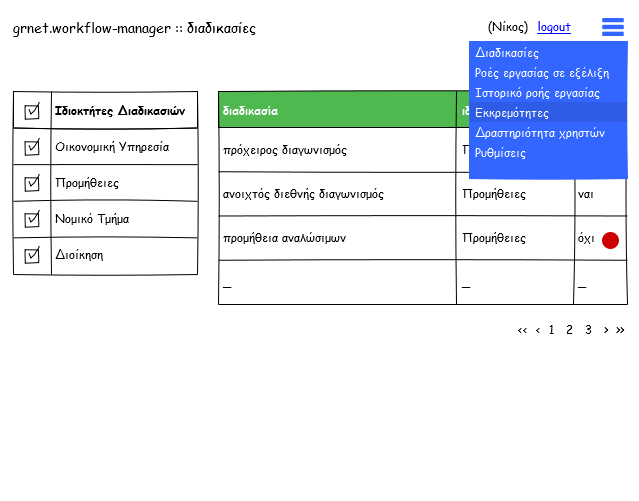 grnet.workflow-manager :: διαδικασίες
(Νίκος) logout
Διαδικασίες
Ροές εργασίας σε εξέλιξη
Ιστορικό ροής εργασίας
Εκκρεμότητες
Δραστηριότητα χρηστών
Ρυθμίσεις
Ιδιοκτήτες Διαδικασιών
Οικονομική Υπηρεσία
Προμήθειες
Νομικό Τμήμα
Διοίκηση
διαδικασία
πρόχειρος διαγωνισμός
ανοιχτός διεθνής διαγωνισμός Προμήθειες ναι
προμήθεια αναλώσιμων Προμήθειες όχι
_ _ _
<< < 1 2 3 > >>